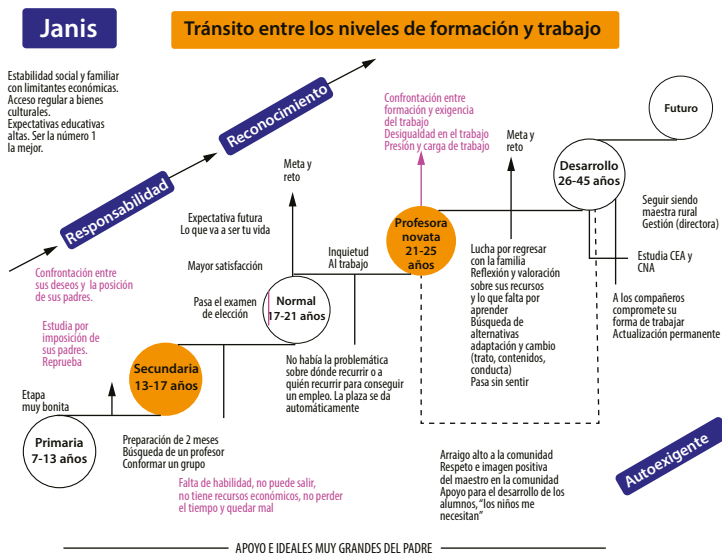 Janis
Tránsito entre los niveles de formación y trabajo
Estabilidad social y familiar
con limitantes económicas.
Acceso regular a bienes
culturales.
Expectativas educativas
altas. Ser la número 1
la mejor.
Responsabilidad
Reconocimiento
Confrontación entre
formación y exigencia
del trabajo
Desigualdad en el trabajo
Presión y carga de trabajo
Meta y
reto
Futuro
Desarrollo
26-45 años
Meta y
reto
Expectativa futura
Lo que va a ser tu vida
Mayor satisfacción
Pasa el examen
de elección
Normal
17-21 años
Inquietud
Al trabajo
Profesora
novata
21-25
años
Lucha por regresar
con la familia
Reflexión y valoración
sobre sus recursos
y lo que falta por
aprender
Búsqueda de
alternativas
adaptación y cambio
(trato, contenidos,
conducta)
Pasa sin sentir
Seguir siendo
maestra rural
Gestión (directora)
Estudia CEA y
CNA
A los compañeros
compromete su
forma de trabajar
Actualización permanente
Confrontación entre
sus deseos y la posición
de sus padres.
Estudia por
imposición de
sus padres.
Reprueba
Secundaria
13-17 años
No había la problemática
sobre dónde recurrir o a
quién recurrir para conseguir
un empleo. La plaza se da
automáticamente
Etapa
muy bonita
Primaria
7-13 años
Preparación de 2 meses
Búsqueda de un profesor
Conformar un grupo
Falta de habilidad, no puede salir,
no tiene recursos económicos, no perder
el tiempo y quedar mal
Arraigo alto a la comunidad
Respeto e imagen positiva
del maestro en la comunidad
Apoyo para el desarrollo de los
alumnos, "los niños me
necesitan"
Autoexigente
APOYO E IDEALES MUY GRANDES DEL PADRE